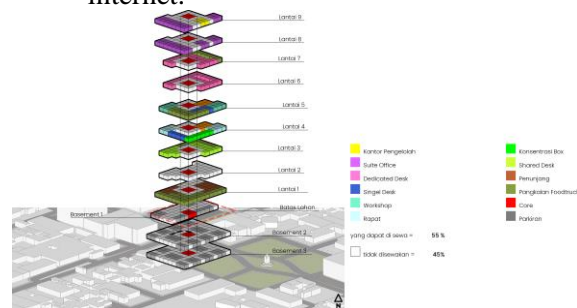 internet.
Lantai 9
Lantai 8
Lantai 7
Lantai 6
Lantai 5
Lantai 4
Lantai 3
Lantai 2
Lantai 1
Batas Lahan
Basement 1
Basement 2
Basement 3
Kantor Pengelolah
Suite Office
Dedicated Desk
Singel Desk
Workshop
Rapat
Konsentrasi Box
Shared Desk
Penunjang
Pangkalan Foodtruck
Core
Parkiran
yang dapat di sewa = 55 %
tidak disewakan = 45%